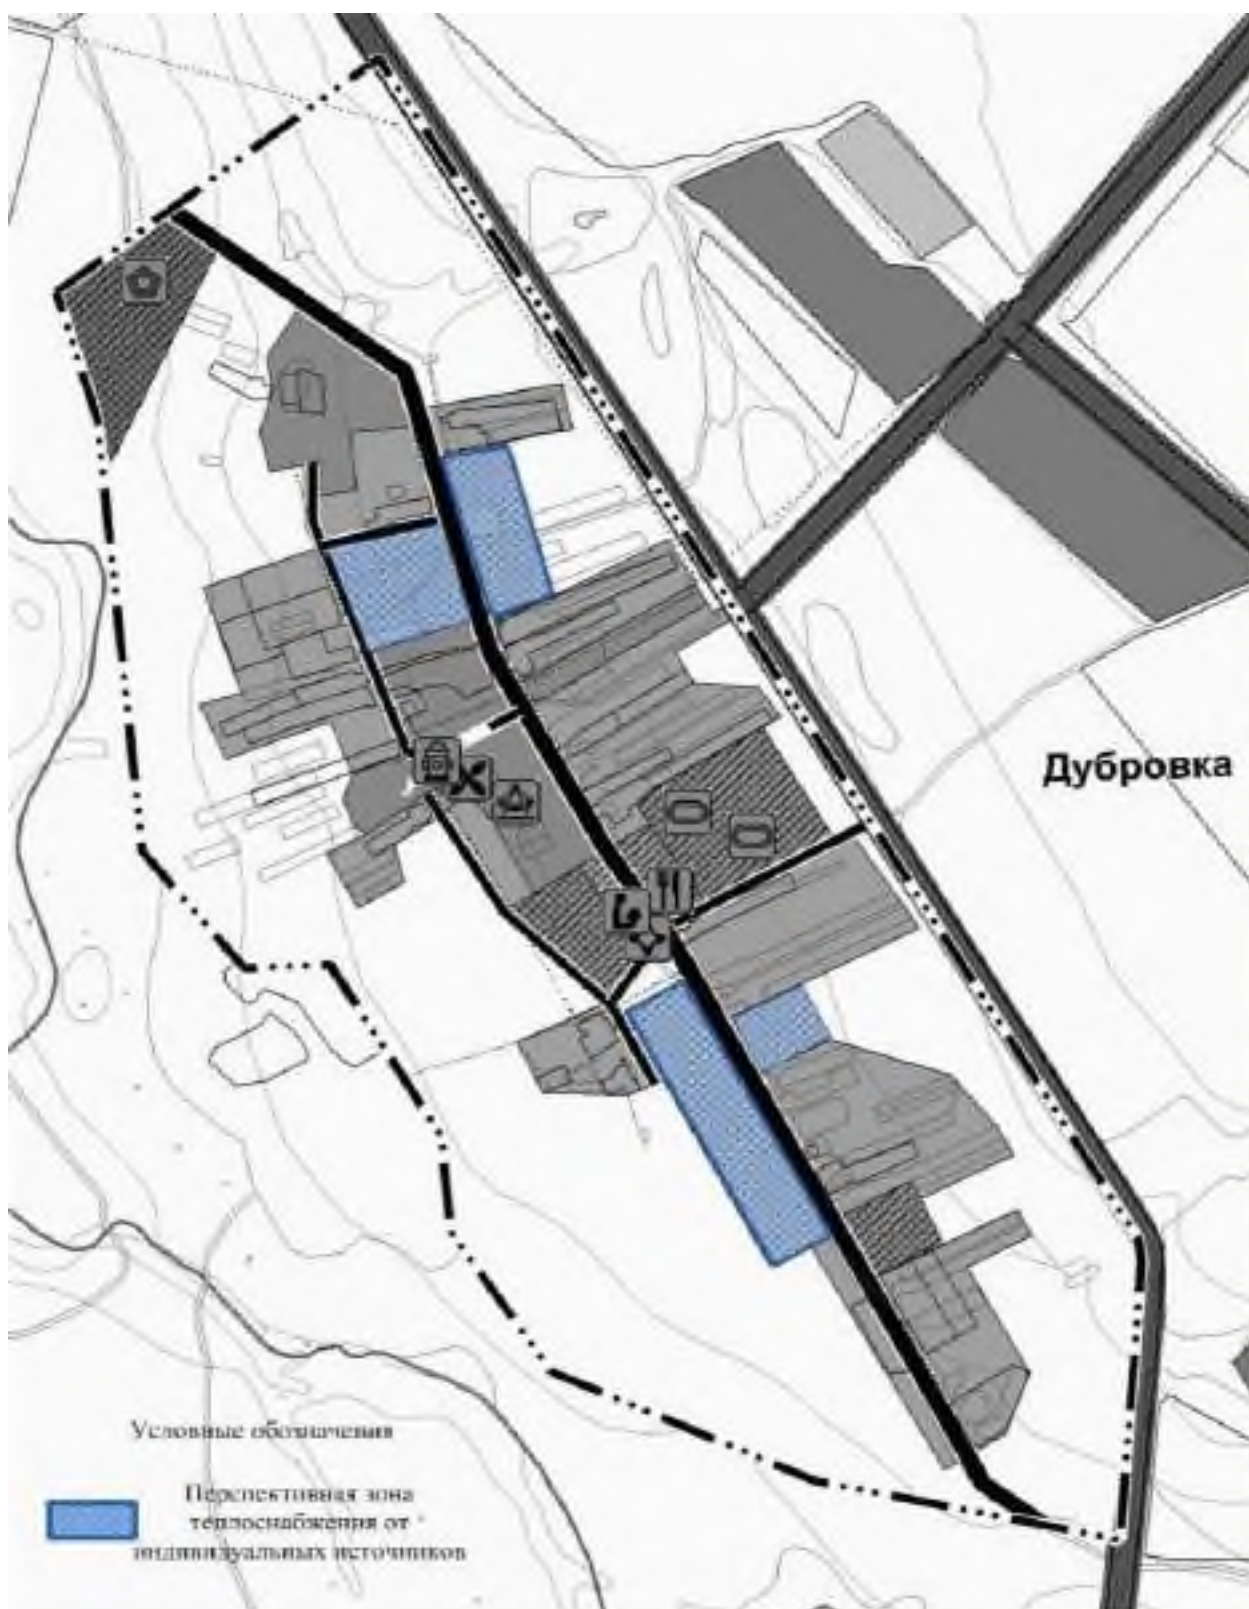 Дубровка
Условные обозначения
Перспективная зона
теплоснабжения от
индивидуальных источников